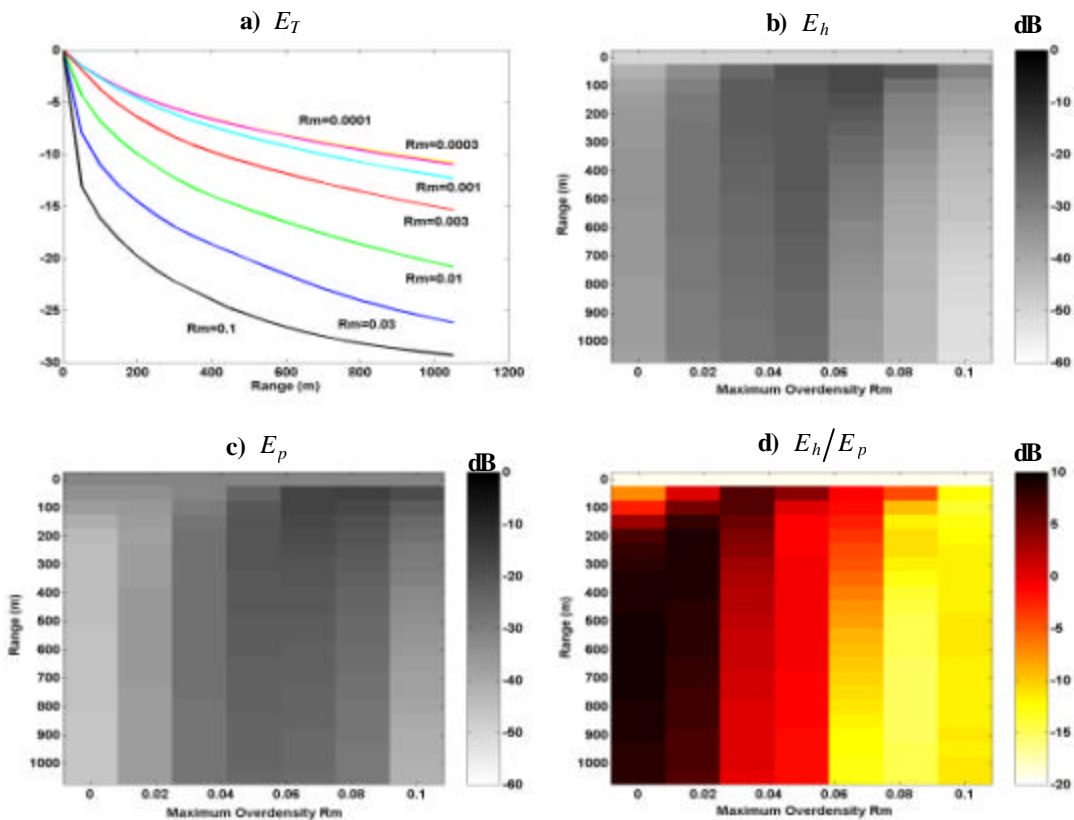 a) E_T
0
-5
-10
-15
-20
-25
-30
Rm=0.0001
Rm=0.0003
Rm=0.001
Rm=0.003
Rm=0.01
Rm=0.03
Rm=0.1
0 200 400 600 800 1000 1200
Range (m)
b) E_h
dB
0
100
200
300
400
500
600
700
800
900
1000
Range (m)
0 0.02 0.04 0.06 0.08 0.1
Maximum Overdensity Rm
0
-10
-20
-30
-40
-50
-60
c) E_p
dB
0
100
200
300
400
500
600
700
800
900
1000
Range (m)
0 0.02 0.04 0.06 0.08 0.1
Maximum Overdensity Rm
0
-10
-20
-30
-40
-50
-60
d) E_h/E_p
dB
0
100
200
300
400
500
600
700
800
900
1000
Range (m)
0 0.02 0.04 0.06 0.08 0.1
Maximum Overdensity Rm
10
5
0
-5
-10
-15
-20